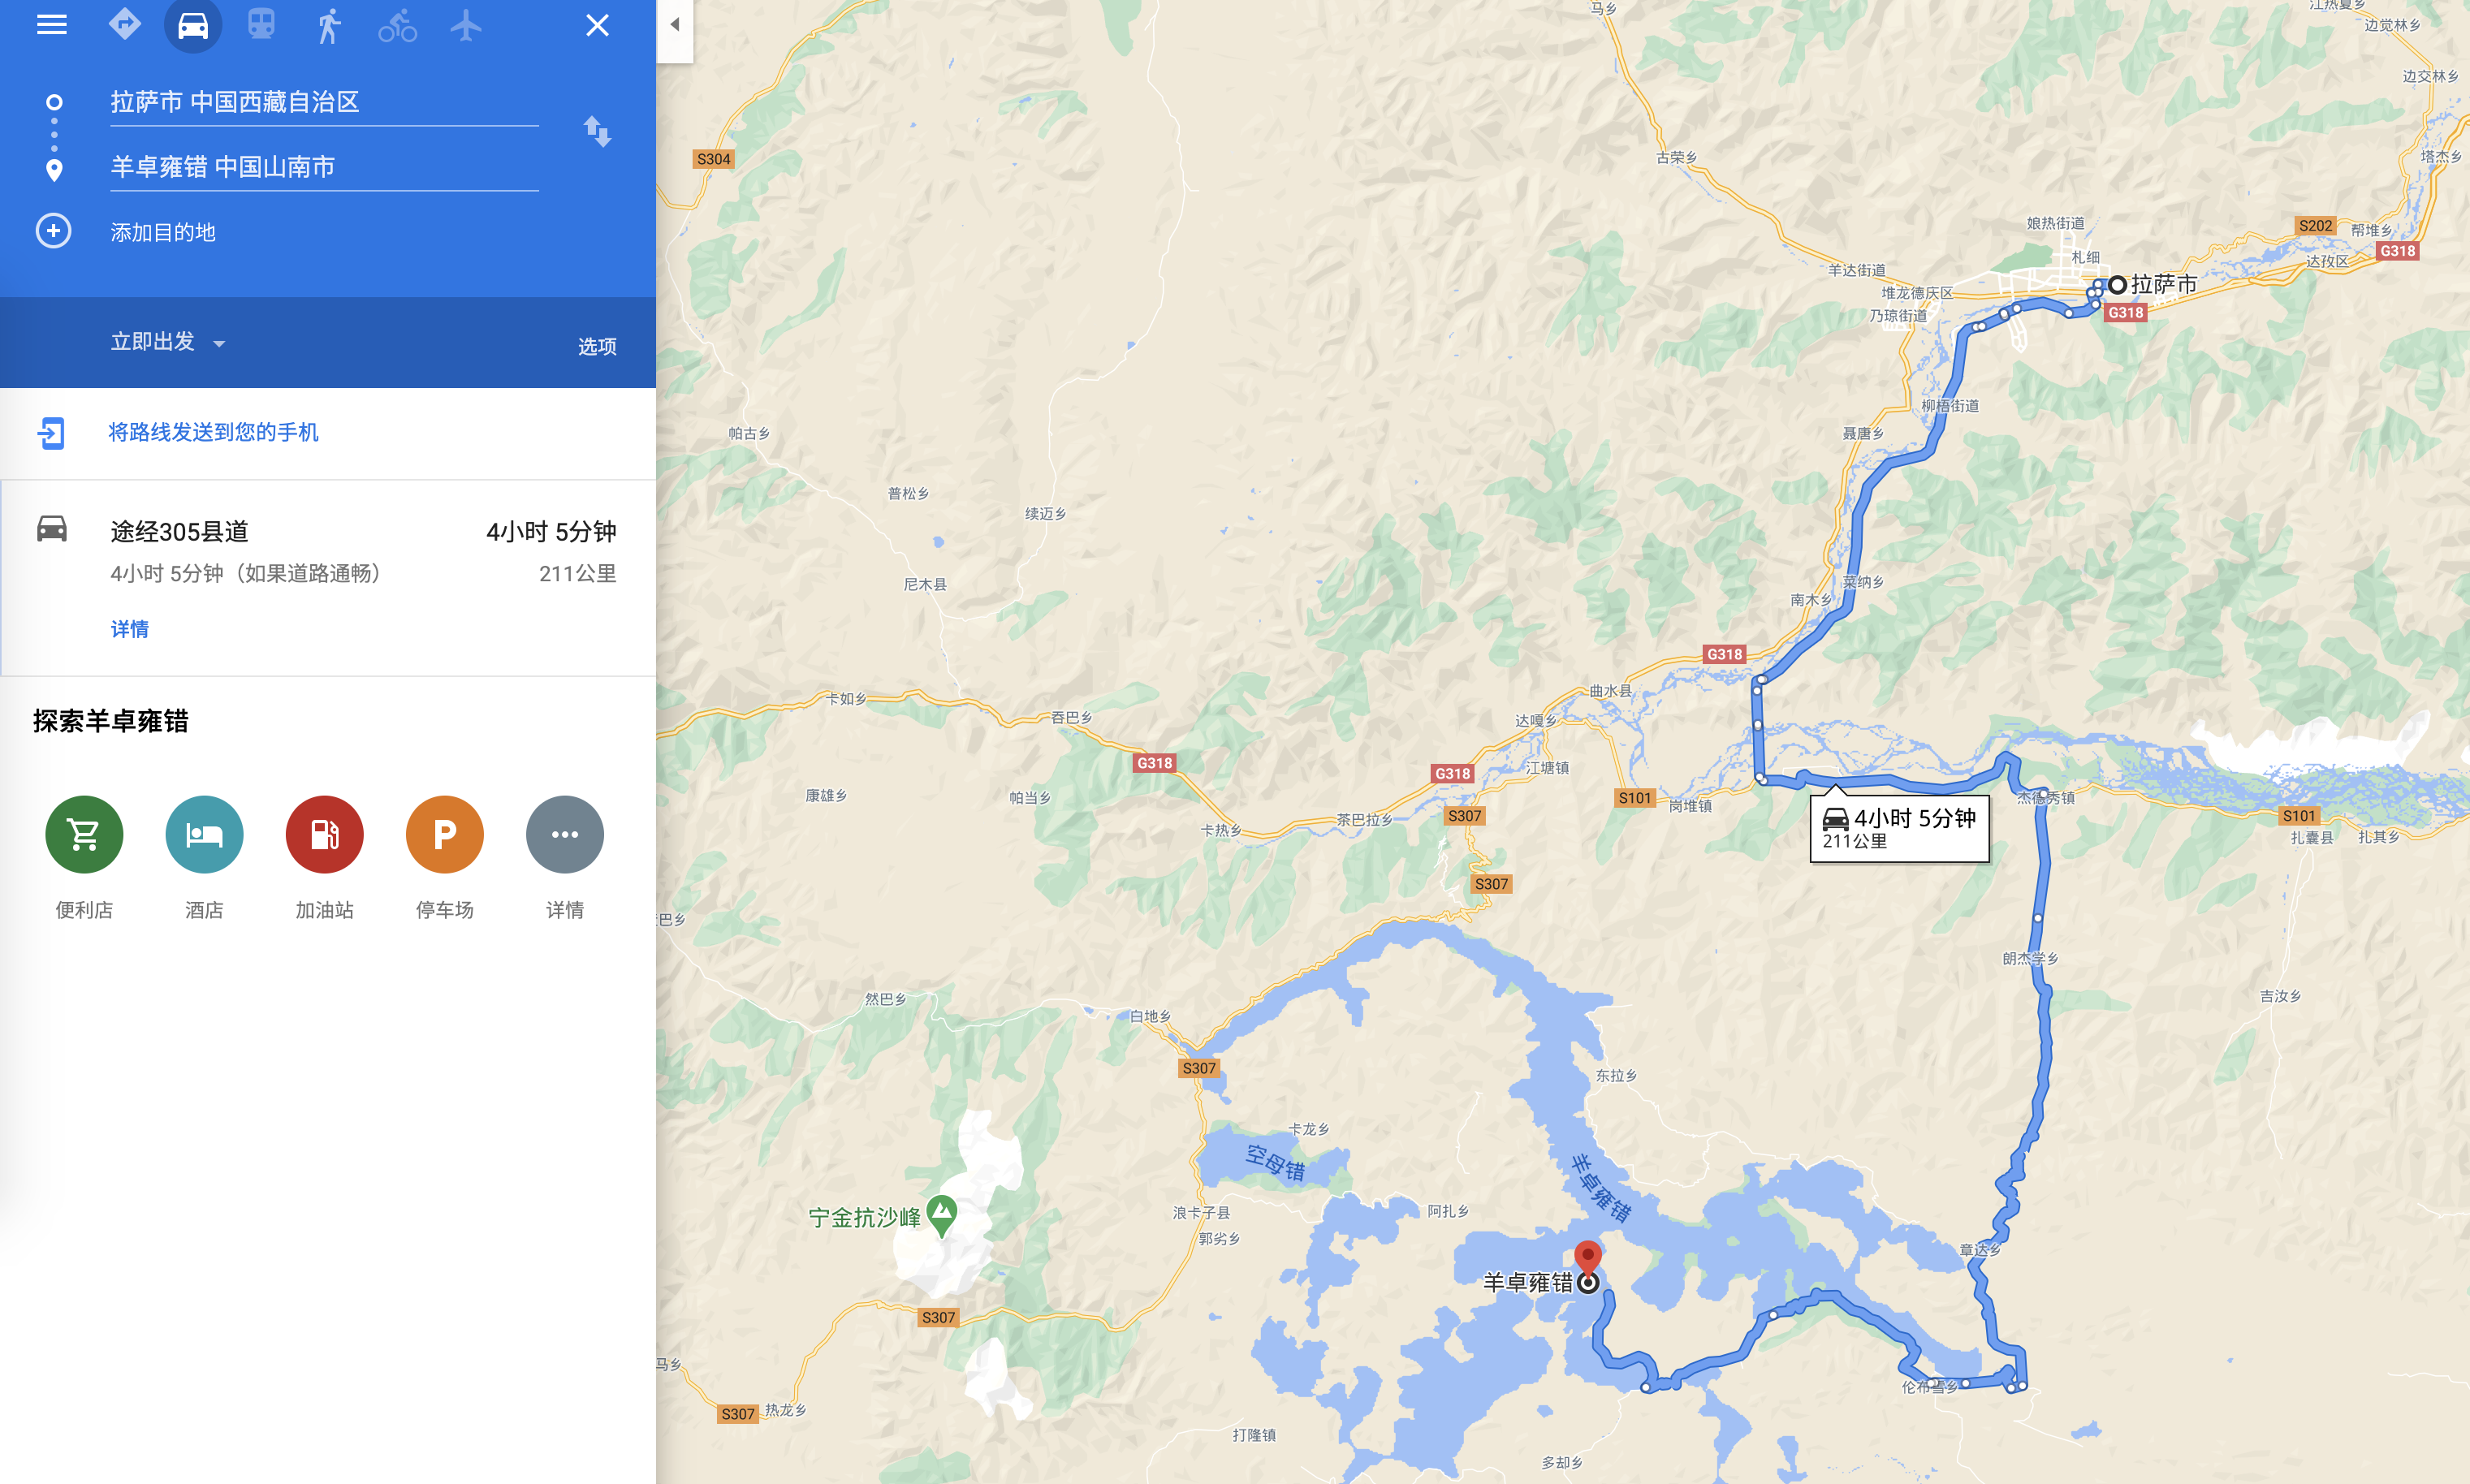 拉萨市 中国西藏自治区
羊卓雍错 中国山南市
添加目的地
立即出发
选项
将路线发送到您的手机
途经305县道
4小时 5分钟
4小时 5分钟（如果道路通畅）
211公里
详情
探索羊卓雍错
P
便利店
酒店
加油站
停车场
详情
马乡
边觉林乡
边交林乡
S304
古荣乡
塔杰乡
娘热街道
S202
帮堆乡
札细
G318
达孜区
羊达街道
拉萨市
堆龙德庆区
乃琼街道
G318
柳梧街道
帕古乡
聂唐乡
普松乡
续迈乡
尼木县
菜纳乡
南木乡
G318
曲水县
卡如乡
吞巴乡
达嘎乡
G318
G318
江塘镇
康雄乡
帕当乡
S101
岗堆镇
杰德秀镇
S307
茶巴拉乡
卡热乡
4小时 5分钟
211公里
S101
扎囊县
扎其乡
S307
巴乡
朗杰学乡
吉汝乡
然巴乡
白地乡
S307
东拉乡
卡龙乡
空母错
羊卓雍错
宁金抗沙峰
浪卡子县
阿扎乡
郭劣乡
章达乡
羊卓雍错
S307
马乡
伦布雪乡
S307
热龙乡
打隆镇
多却乡